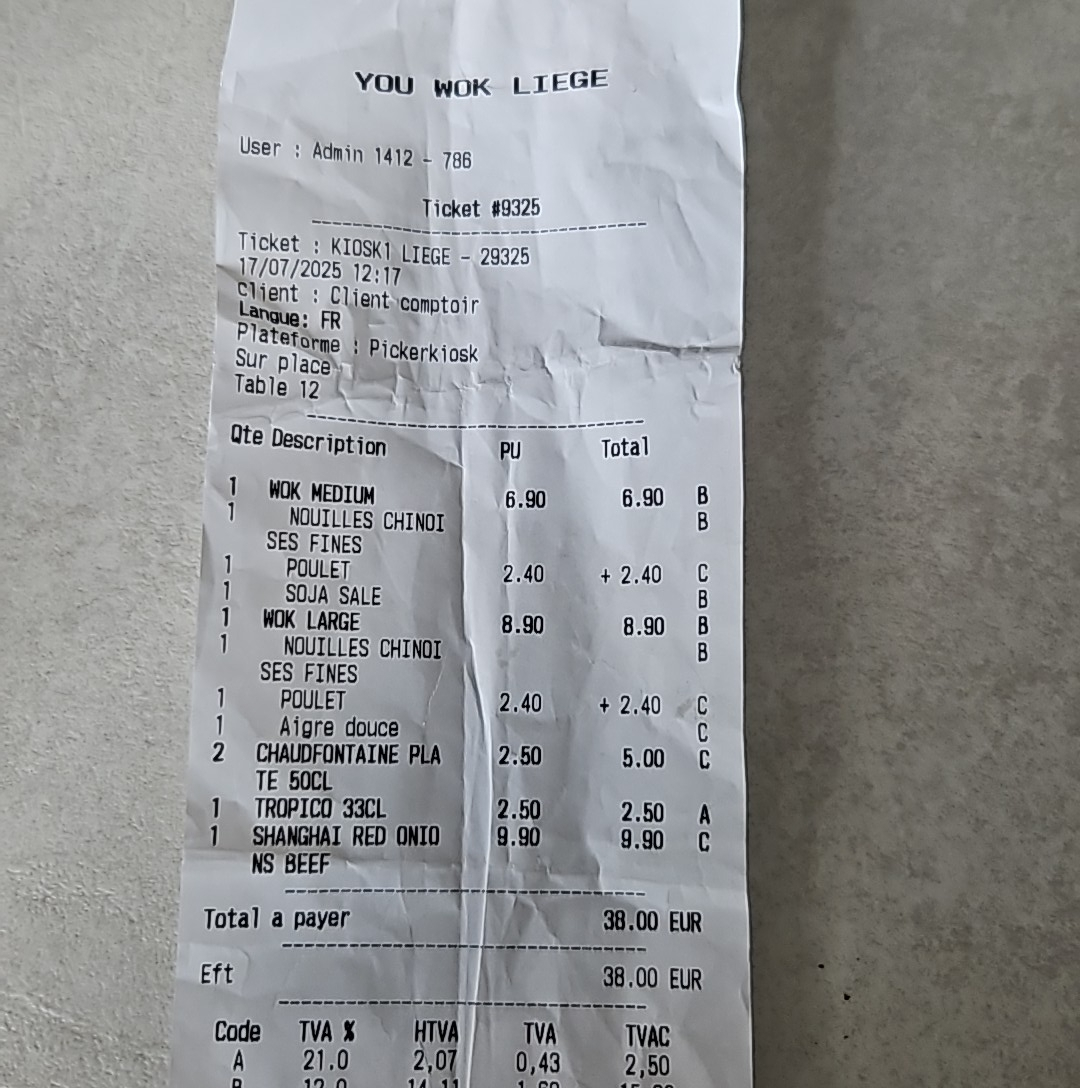 YOU WOK LIEGE
User : Admin 1412 - 786
Ticket #9325
Ticket : KIOSK1 LIEGE - 29325
17/07/2025 12:17
Client : Client comptoir
Langue: FR
Plateforme : Pickerkiosk
Sur place
Table 12
Qte Description PU Total
1 WOK MEDIUM 6.90 6.90 B
1 NOUILLES CHINOI B
SES FINES
1 POULET 2.40 + 2.40 C
1 SOJA SALE B
1 WOK LARGE 8.90 8.90 B
1 NOUILLES CHINOI B
SES FINES
1 POULET 2.40 + 2.40 C
1 Aigre douce C
2 CHAUDFONTAINE PLA 2.50 5.00 C
TE 50CL
1 TROPICO 33CL 2.50 2.50 A
1 SHANGHAI RED ONIO 9.90 9.90 C
NS BEEF
Total a payer 38.00 EUR
Eft 38.00 EUR
Code TVA % HTVA TVA TVAC
A 21.0 2,07 0,43 2,50